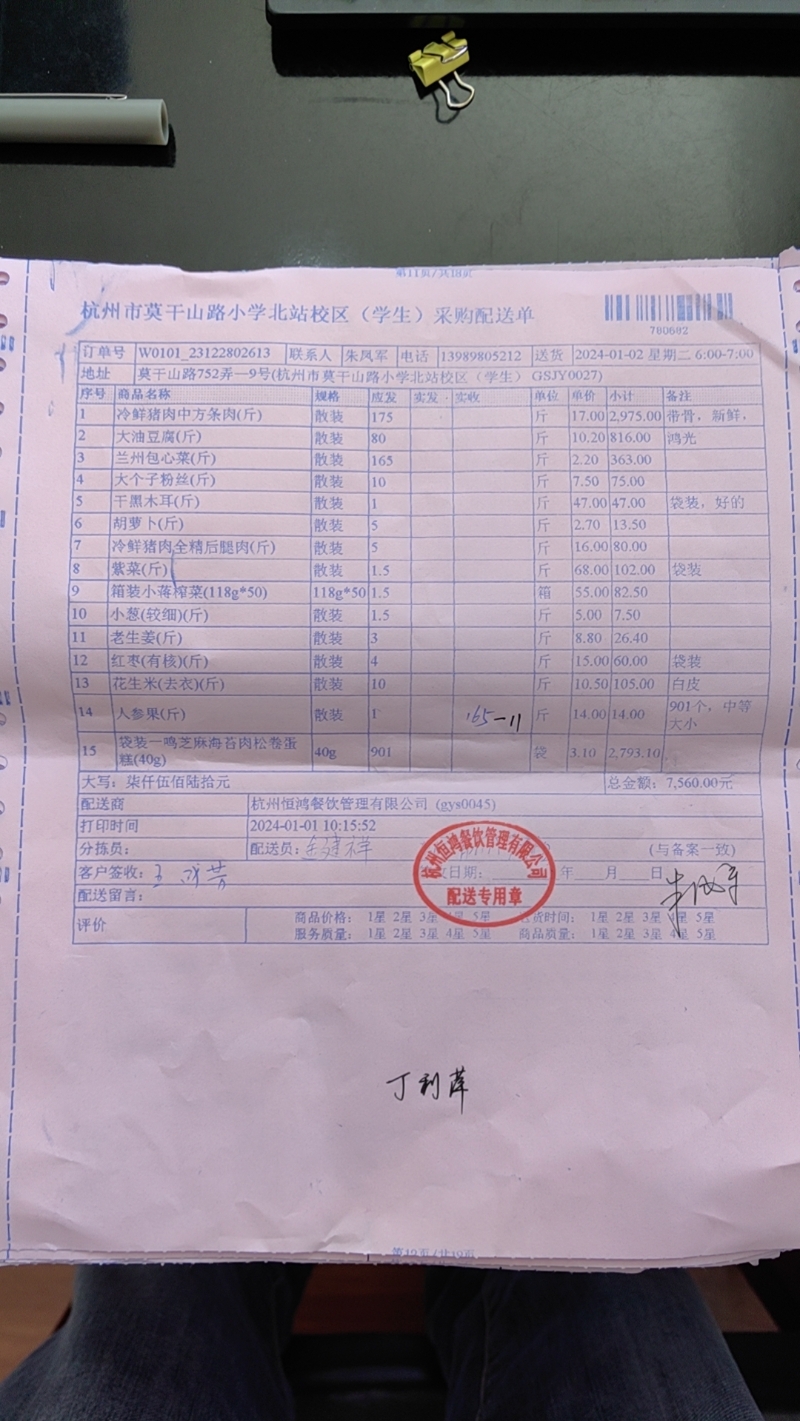 第11页/共18页
杭州市莫干山路小学北站校区（学生）采购配送单
780682
订单号 W0101_23122802613 联系人 朱凤军 电话 13989805212 送货 2024-01-02 星期二 6:00-7:00
地址 莫干山路752弄一9号(杭州市莫干山路小学北站校区（学生） GSJY0027)
序号 商品名称 规格 应发 实发 实收 单位 单价 小计 备注
1 冷鲜猪肉中方条肉(斤) 散装 175 斤 17.00 2,975.00 带骨，新鲜，
2 大油豆腐(斤) 散装 80 斤 10.20 816.00 鸿光
3 兰州包心菜(斤) 散装 165 斤 2.20 363.00
4 大个子粉丝(斤) 散装 10 斤 7.50 75.00
5 干黑木耳(斤) 散装 1 斤 47.00 47.00 袋装，好的
6 胡萝卜(斤) 散装 5 斤 2.70 13.50
7 冷鲜猪肉全精后腿肉(斤) 散装 5 斤 16.00 80.00
8 紫菜(斤) 散装 1.5 斤 68.00 102.00 袋装
9 箱装小蒋榨菜(118g*50) 118g*50 1.5 箱 55.00 82.50
10 小葱(较细)(斤) 散装 1.5 斤 5.00 7.50
11 老生姜(斤) 散装 3 斤 8.80 26.40
12 红枣(有核)(斤) 散装 4 斤 15.00 60.00 袋装
13 花生米(去衣)(斤) 散装 10 斤 10.50 105.00 白皮
14 人参果(斤) 散装 1 165-11 斤 14.00 14.00 901个，中等大小
15 袋装一鸣芝麻海苔肉松卷蛋糕(40g) 40g 901 袋 3.10 2,793.10
大写：柒仟伍佰陆拾元 总金额：7,560.00元
配送商 杭州恒鸿餐饮管理有限公司 (gys0045)
打印时间 2024-01-01 10:15:52
分拣员： 配送员： (与备案一致)
客户签收： 日期： 年 月 日
配送留言：
杭州恒鸿餐饮管理有限公司
配送专用章
评价 商品价格： 1星 2星 3星 4星 5星 送货时间： 1星 2星 3星 4星 5星
服务质量： 1星 2星 3星 4星 5星 商品质量： 1星 2星 3星 4星 5星
丁利萍